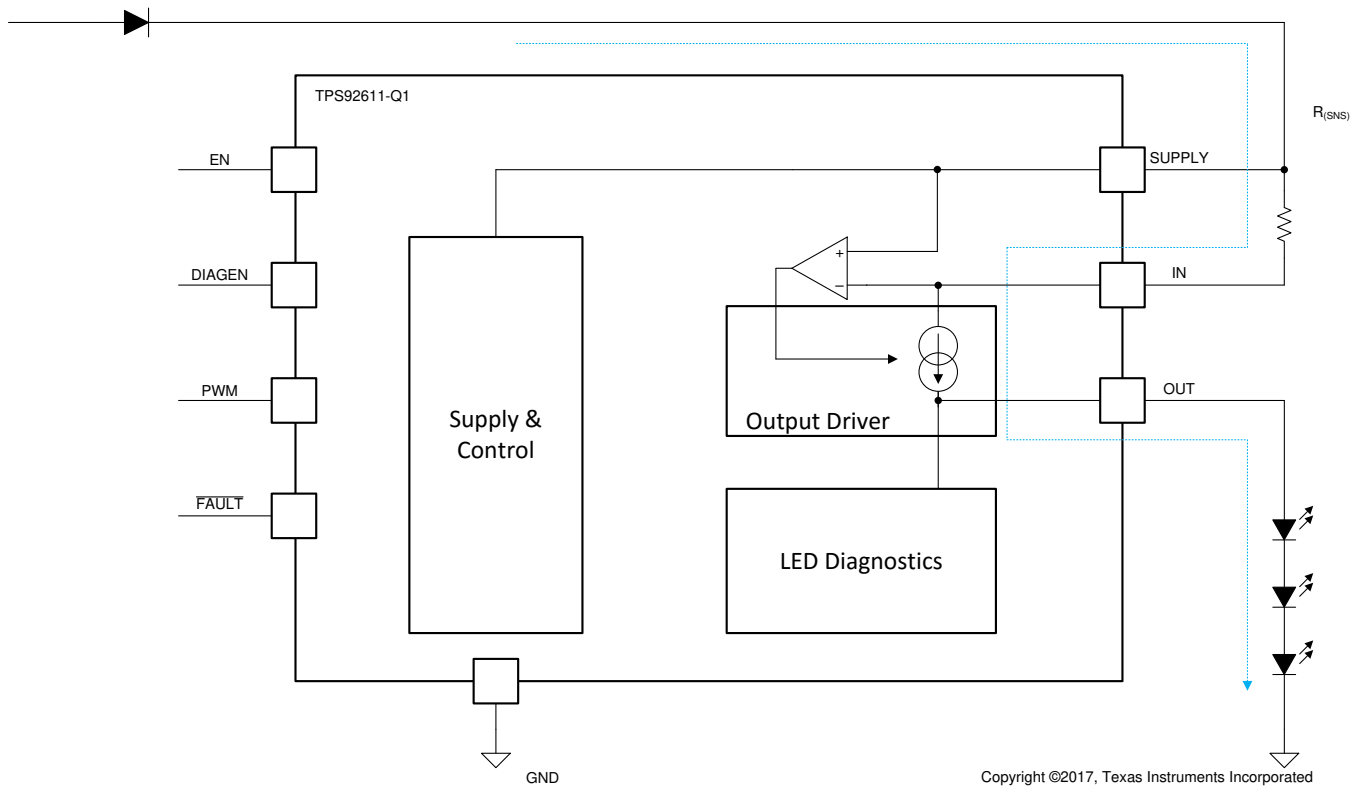 TPS92611-Q1
R(SNS)
EN
SUPPLY
DIAGEN
+
−
IN
PWM
OUT
Supply &
Control
Output Driver
FAULT
LED Diagnostics
GND
Copyright ©2017, Texas Instruments Incorporated